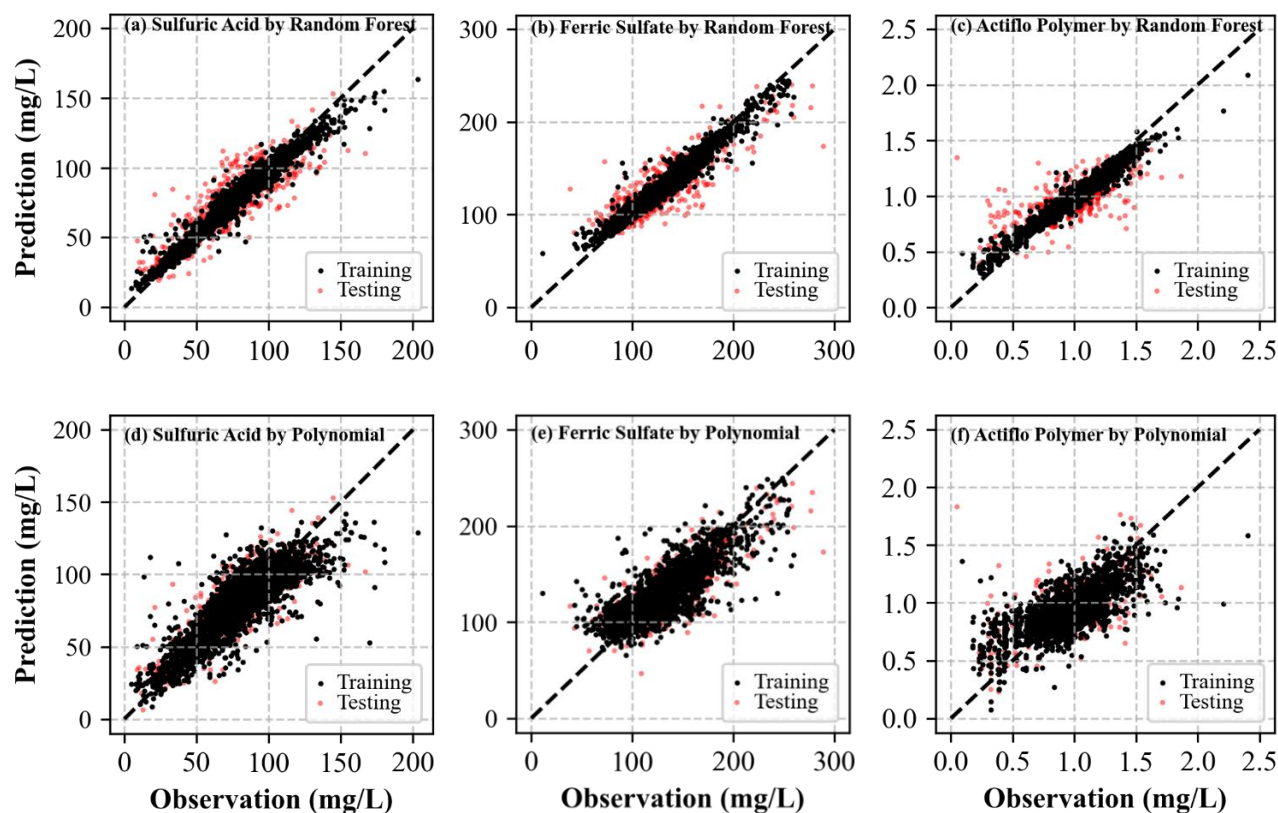 (a) Sulfuric Acid by Random Forest
Prediction (mg/L)
200
150
100
50
0
0 50 100 150 200
Training
Testing
(b) Ferric Sulfate by Random Forest
300
200
100
0
0 100 200 300
Training
Testing
(c) Actiflo Polymer by Random Forest
2.5
2.0
1.5
1.0
0.5
0.0
0.0 0.5 1.0 1.5 2.0 2.5
Training
Testing
(d) Sulfuric Acid by Polynomial
Prediction (mg/L)
200
150
100
50
0
0 50 100 150 200
Training
Testing
Observation (mg/L)
(e) Ferric Sulfate by Polynomial
300
200
100
0
0 100 200 300
Training
Testing
Observation (mg/L)
(f) Actiflo Polymer by Polynomial
2.5
2.0
1.5
1.0
0.5
0.0
0.0 0.5 1.0 1.5 2.0 2.5
Training
Testing
Observation (mg/L)